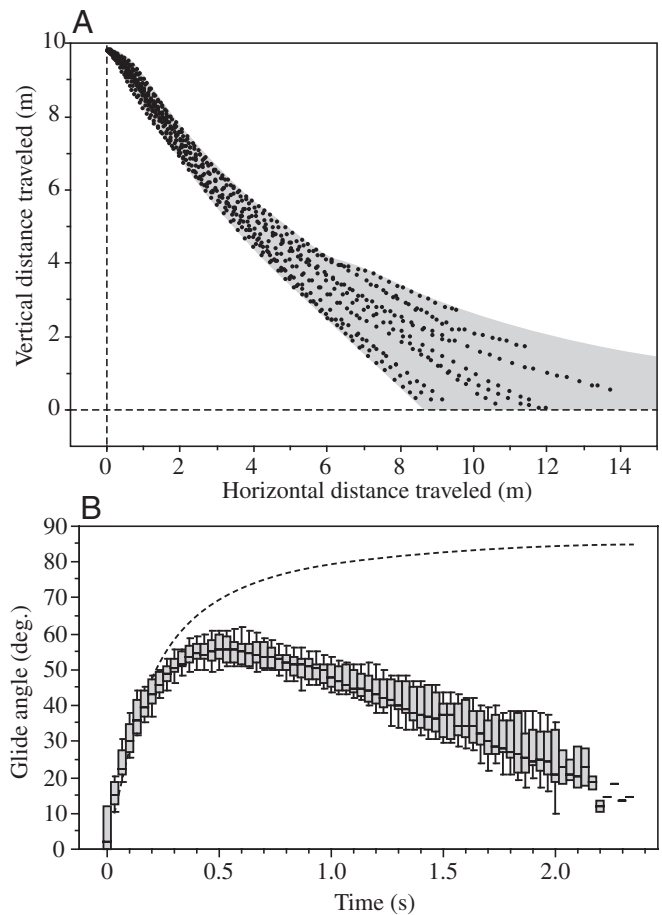 A
10
8
6
4
2
0
Vertical distance traveled (m)
0 2 4 6 8 10 12 14
Horizontal distance traveled (m)
B
90
80
70
60
50
40
30
20
10
0
Glide angle (deg.)
0 0.5 1.0 1.5 2.0
Time (s)